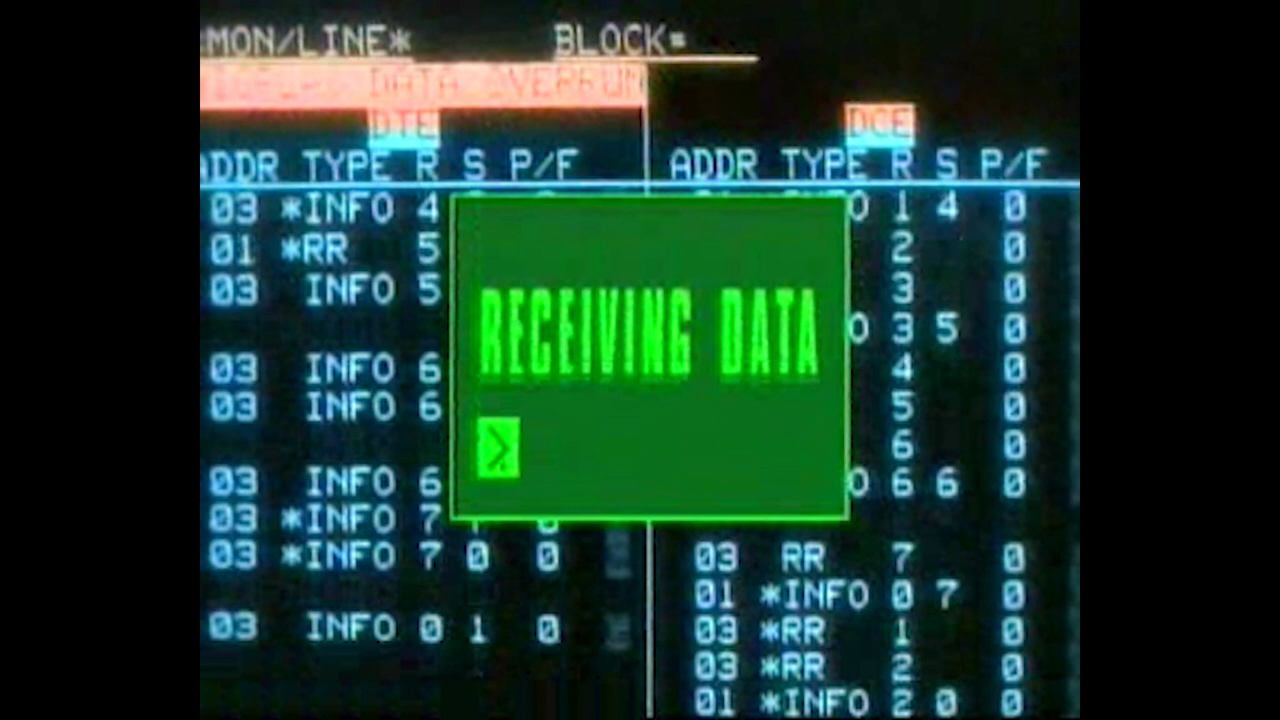 MON/LINE* BLOCK=
DATA OVERRUN
DTE DCE
ADDR TYPE R S P/F ADDR TYPE R S P/F
03 *INFO 4 1 4 0
01 *RR 5 2 0
03 INFO 5 3 0
RECEIVING DATA
3 5 0
03 INFO 6 4 0
03 INFO 6 5 0
>
6 0
03 INFO 6 6 6 0
03 *INFO 7
03 *INFO 7 0 0 03 RR 7 0
01 *INFO 0 7 0
03 INFO 0 1 0 03 *RR 1 0
03 *RR 2 0
01 *INFO 2 0 0